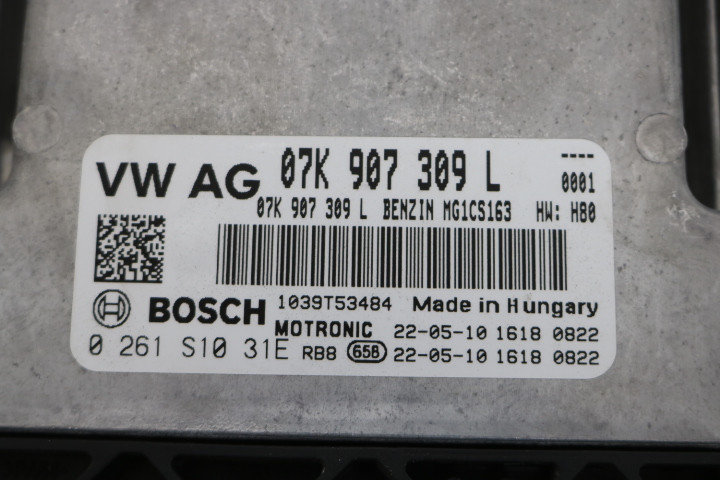 VW AG 07K 907 309 L ----
0001
07K 907 309 L BENZIN MG1CS163 HW: H80
BOSCH 1039T53484 Made in Hungary
MOTRONIC 22-05-10 1618 0822
0 261 S10 31E RB8 658 22-05-10 1618 0822